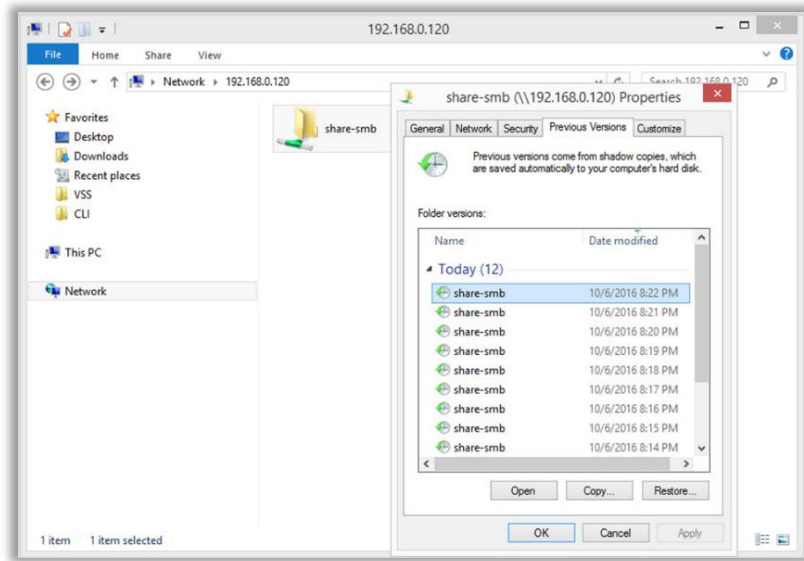 192.168.0.120
File Home Share View
Network 192.168.0.120
Search 192.168.0.120
Favorites
Desktop
Downloads
Recent places
VSS
CLI
This PC
Network
share-smb
1 item 1 item selected
share-smb (\\192.168.0.120) Properties
General Network Security Previous Versions Customize
Previous versions come from shadow copies, which
are saved automatically to your computer's hard disk.
Folder versions:
Name Date modified
Today (12)
share-smb 10/6/2016 8:22 PM
share-smb 10/6/2016 8:21 PM
share-smb 10/6/2016 8:20 PM
share-smb 10/6/2016 8:19 PM
share-smb 10/6/2016 8:18 PM
share-smb 10/6/2016 8:17 PM
share-smb 10/6/2016 8:16 PM
share-smb 10/6/2016 8:15 PM
share-smb 10/6/2016 8:14 PM
Open Copy... Restore...
OK Cancel Apply